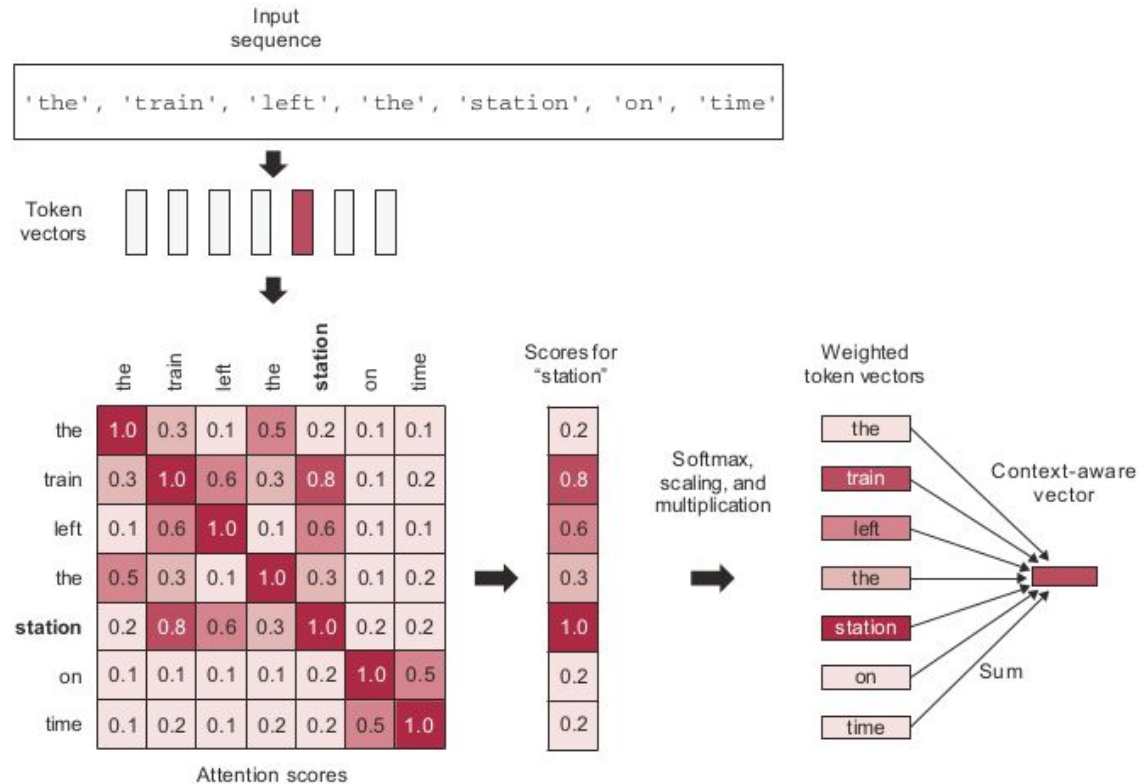 Input
sequence
'the', 'train', 'left', 'the', 'station', 'on', 'time'
Token
vectors
the train left the station on time
the 1.0 0.3 0.1 0.5 0.2 0.1 0.1
train 0.3 1.0 0.6 0.3 0.8 0.1 0.2
left 0.1 0.6 1.0 0.1 0.6 0.1 0.1
the 0.5 0.3 0.1 1.0 0.3 0.1 0.2
station 0.2 0.8 0.6 0.3 1.0 0.2 0.2
on 0.1 0.1 0.1 0.1 0.2 1.0 0.5
time 0.1 0.2 0.1 0.2 0.2 0.5 1.0
Attention scores
Scores for
“station”
0.2
0.8
0.6
0.3
1.0
0.2
0.2
Softmax,
scaling, and
multiplication
Weighted
token vectors
the
train
left
the
station
on
time
Context-aware
vector
Sum